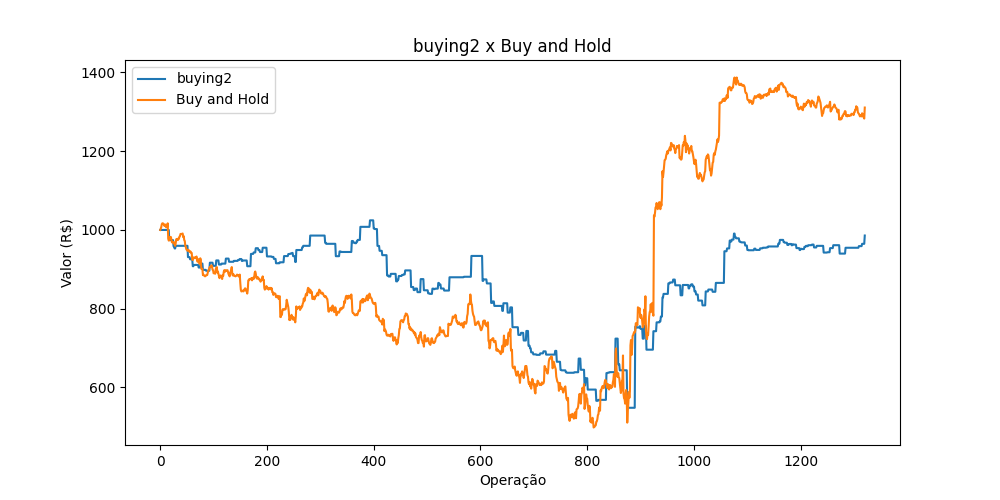 buying2 x Buy and Hold
buying2
Buy and Hold
Valor (R$)
1400
1200
1000
800
600
0 200 400 600 800 1000 1200
Operação